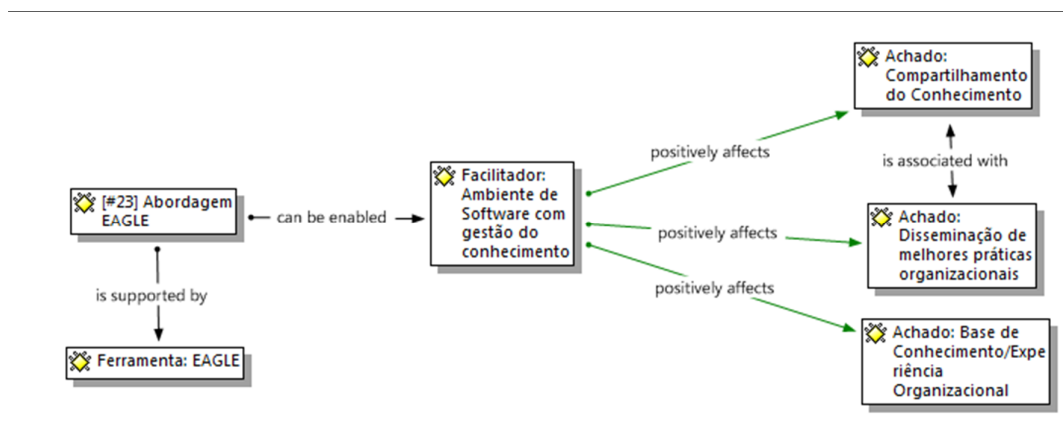 Achado:
Compartilhamento
do Conhecimento
positively affects
is associated with
Facilitador:
Ambiente de
Software com
gestão do
conhecimento
[#23] Abordagem
EAGLE
can be enabled
positively affects
Achado:
Disseminação de
melhores práticas
organizacionais
positively affects
is supported by
Achado: Base de
Conhecimento/Expe
riência
Organizacional
Ferramenta: EAGLE